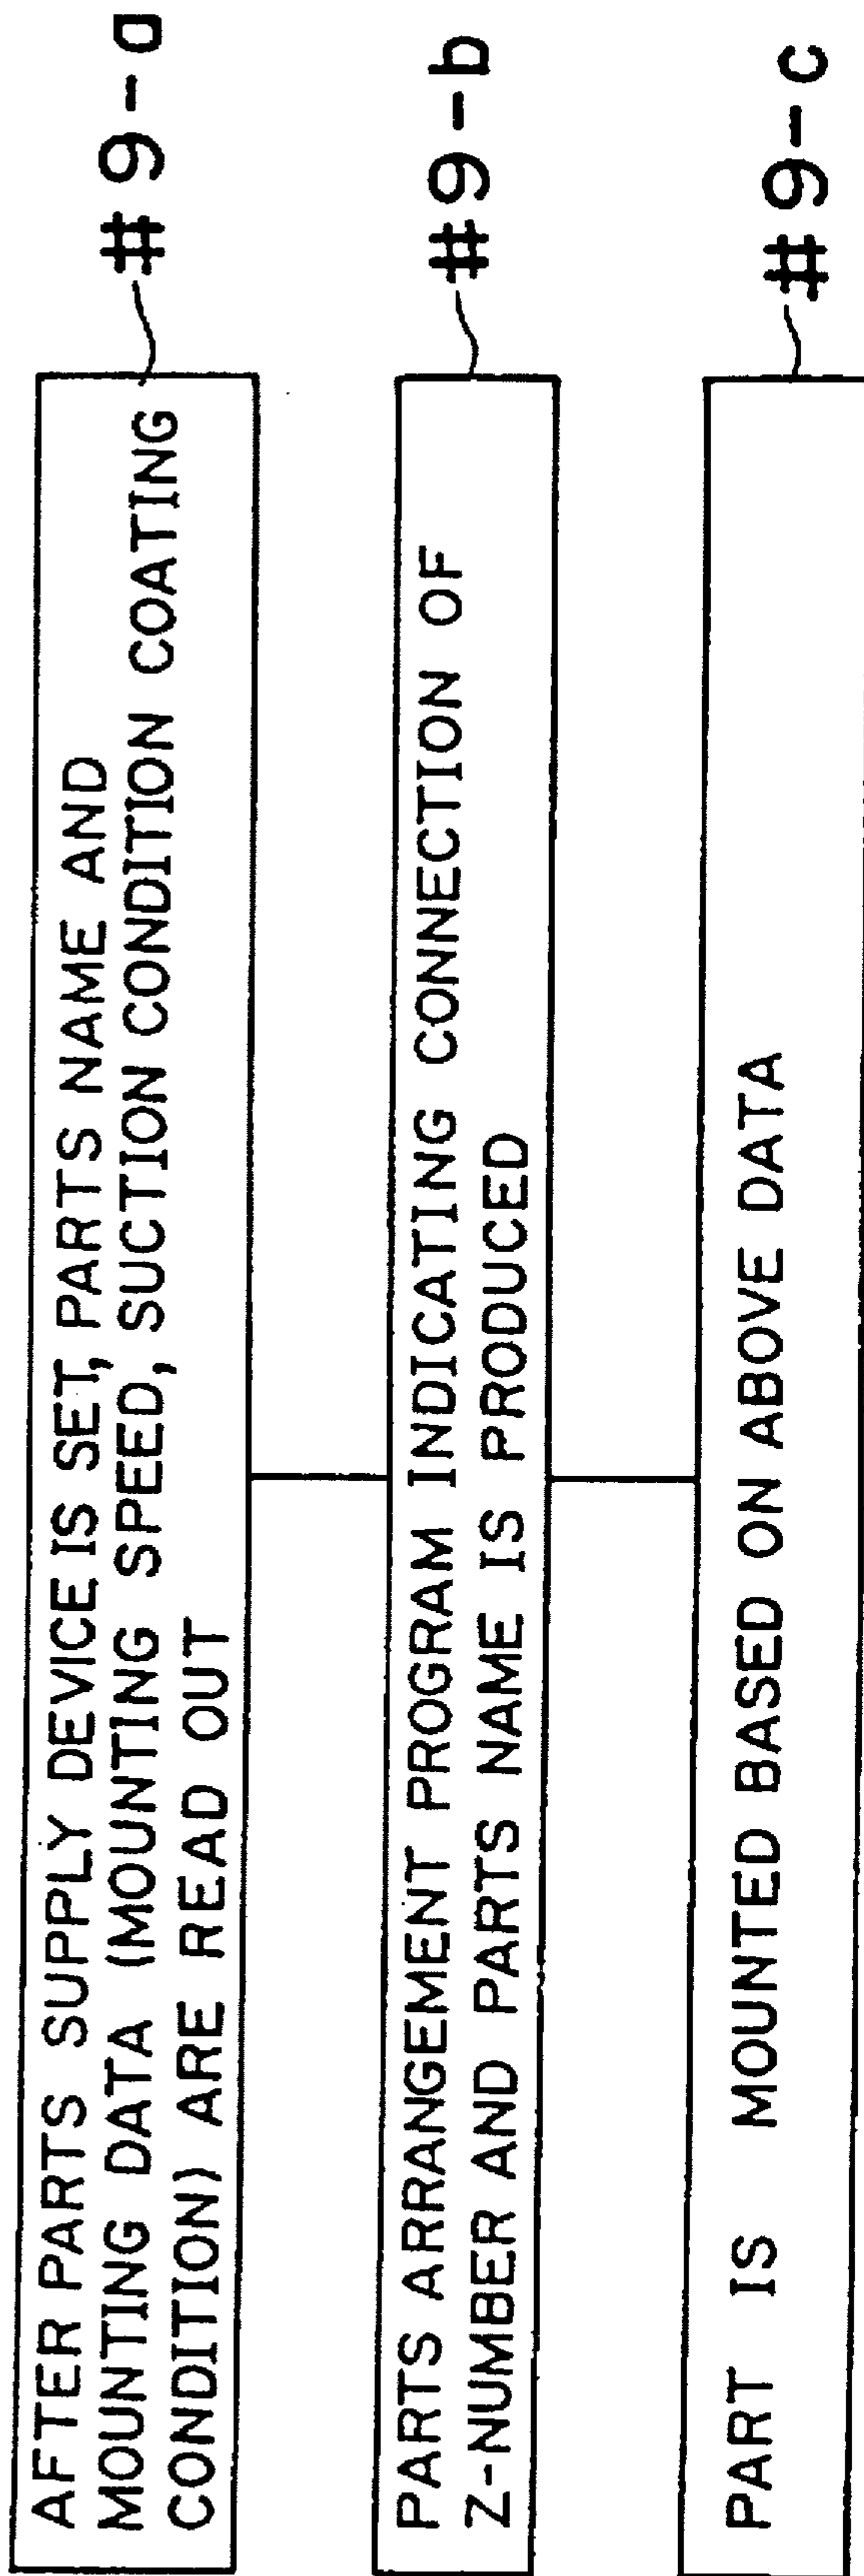 AFTER PARTS SUPPLY DEVICE IS SET, PARTS NAME AND
MOUNTING DATA (MOUNTING SPEED, SUCTION CONDITION COATING
CONDITION) ARE READ OUT
#9-a
PARTS ARRANGEMENT PROGRAM INDICATING CONNECTION OF
Z-NUMBER AND PARTS NAME IS PRODUCED
#9-b
PART IS MOUNTED BASED ON ABOVE DATA
#9-c